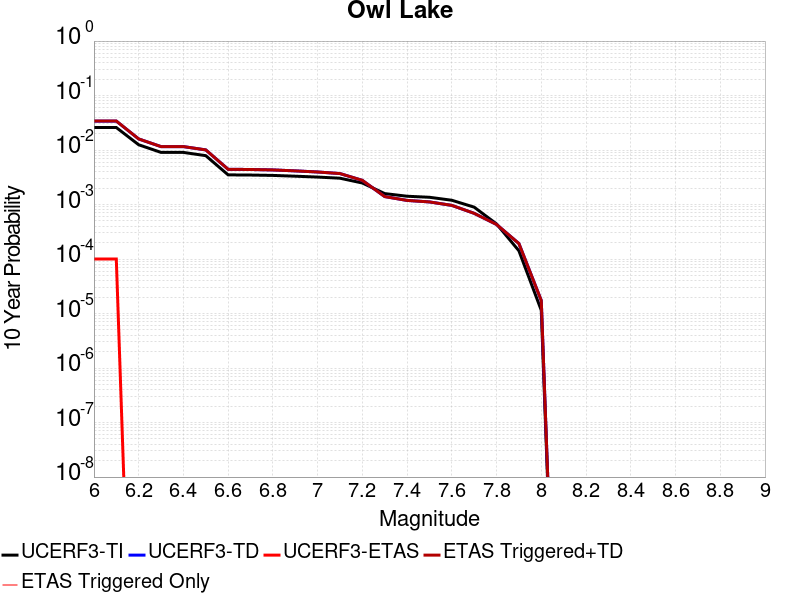 Owl Lake
10^0
10^-1
10^-2
10^-3
10^-4
10^-5
10^-6
10^-7
10^-8
10 Year Probability
6 6.2 6.4 6.6 6.8 7 7.2 7.4 7.6 7.8 8 8.2 8.4 8.6 8.8 9
Magnitude
UCERF3-TI UCERF3-TD UCERF3-ETAS ETAS Triggered+TD
ETAS Triggered Only